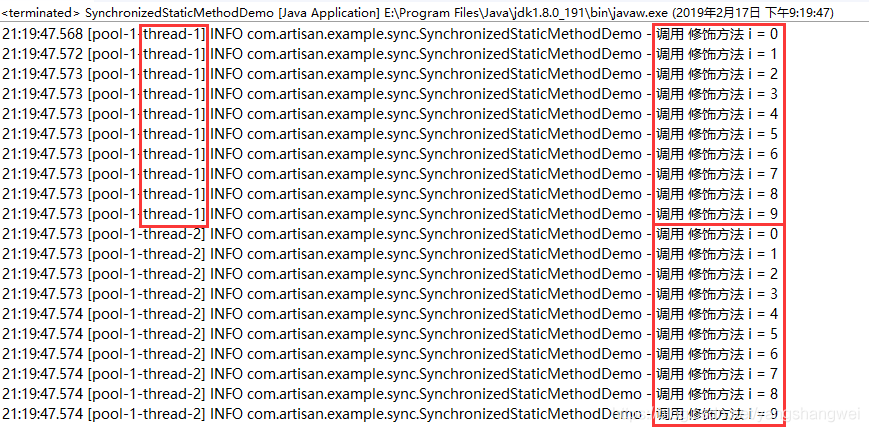 <terminated> SynchronizedStaticMethodDemo [Java Application] E:\Program Files\Java\jdk1.8.0_191\bin\javaw.exe (2019年2月17日 下午9:19:47)
21:19:47.568 [pool-1-thread-1] INFO com.artisan.example.sync.SynchronizedStaticMethodDemo - 调用 修饰方法 i = 0
21:19:47.572 [pool-1-thread-1] INFO com.artisan.example.sync.SynchronizedStaticMethodDemo - 调用 修饰方法 i = 1
21:19:47.573 [pool-1-thread-1] INFO com.artisan.example.sync.SynchronizedStaticMethodDemo - 调用 修饰方法 i = 2
21:19:47.573 [pool-1-thread-1] INFO com.artisan.example.sync.SynchronizedStaticMethodDemo - 调用 修饰方法 i = 3
21:19:47.573 [pool-1-thread-1] INFO com.artisan.example.sync.SynchronizedStaticMethodDemo - 调用 修饰方法 i = 4
21:19:47.573 [pool-1-thread-1] INFO com.artisan.example.sync.SynchronizedStaticMethodDemo - 调用 修饰方法 i = 5
21:19:47.573 [pool-1-thread-1] INFO com.artisan.example.sync.SynchronizedStaticMethodDemo - 调用 修饰方法 i = 6
21:19:47.573 [pool-1-thread-1] INFO com.artisan.example.sync.SynchronizedStaticMethodDemo - 调用 修饰方法 i = 7
21:19:47.573 [pool-1-thread-1] INFO com.artisan.example.sync.SynchronizedStaticMethodDemo - 调用 修饰方法 i = 8
21:19:47.573 [pool-1-thread-1] INFO com.artisan.example.sync.SynchronizedStaticMethodDemo - 调用 修饰方法 i = 9
21:19:47.573 [pool-1-thread-2] INFO com.artisan.example.sync.SynchronizedStaticMethodDemo - 调用 修饰方法 i = 0
21:19:47.573 [pool-1-thread-2] INFO com.artisan.example.sync.SynchronizedStaticMethodDemo - 调用 修饰方法 i = 1
21:19:47.573 [pool-1-thread-2] INFO com.artisan.example.sync.SynchronizedStaticMethodDemo - 调用 修饰方法 i = 2
21:19:47.573 [pool-1-thread-2] INFO com.artisan.example.sync.SynchronizedStaticMethodDemo - 调用 修饰方法 i = 3
21:19:47.574 [pool-1-thread-2] INFO com.artisan.example.sync.SynchronizedStaticMethodDemo - 调用 修饰方法 i = 4
21:19:47.574 [pool-1-thread-2] INFO com.artisan.example.sync.SynchronizedStaticMethodDemo - 调用 修饰方法 i = 5
21:19:47.574 [pool-1-thread-2] INFO com.artisan.example.sync.SynchronizedStaticMethodDemo - 调用 修饰方法 i = 6
21:19:47.574 [pool-1-thread-2] INFO com.artisan.example.sync.SynchronizedStaticMethodDemo - 调用 修饰方法 i = 7
21:19:47.574 [pool-1-thread-2] INFO com.artisan.example.sync.SynchronizedStaticMethodDemo - 调用 修饰方法 i = 8
21:19:47.574 [pool-1-thread-2] INFO com.artisan.example.sync.SynchronizedStaticMethodDemo - 调用 修饰方法 i = 9